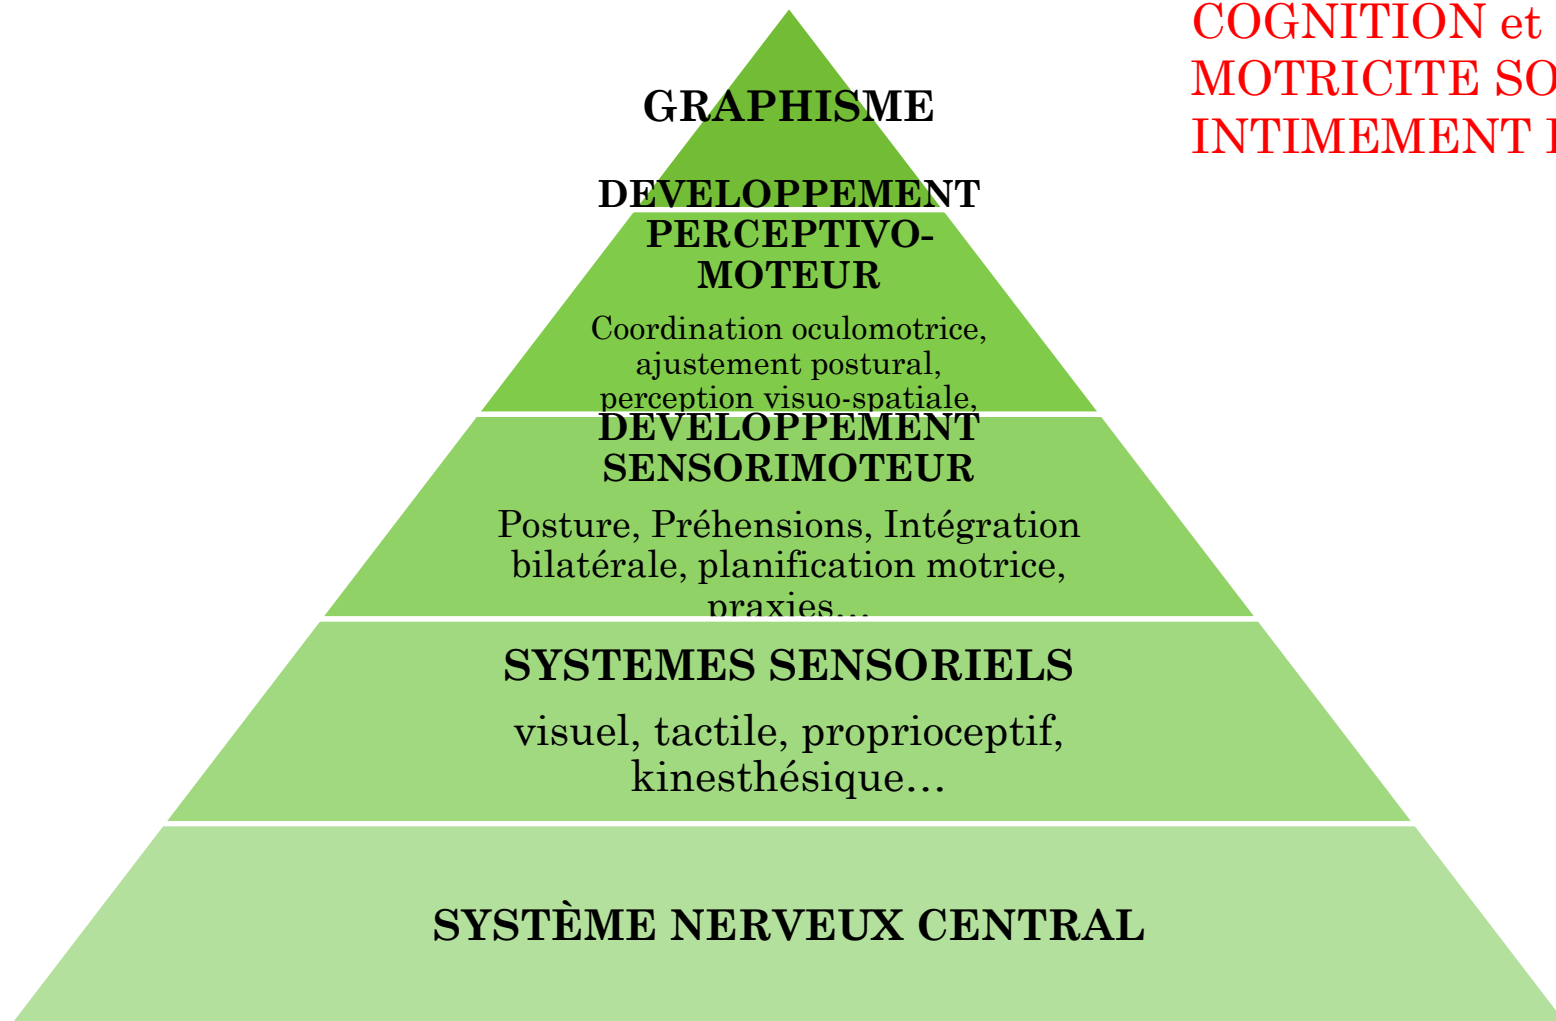 COGNITION et
MOTRICITE
INTIMEMENT
GRAPHISME
DEVELOPPEMENT
PERCEPTIVO-
MOTEUR
Coordination oculomotrice,
ajustement postural,
perception visuo-spatiale,
DEVELOPPEMENT
SENSORIMOTEUR
Posture, Préhensions, Intégration
bilatérale, planification motrice,
praxies…
SYSTEMES SENSORIELS
visuel, tactile, proprioceptif,
kinesthésique…
SYSTÈME NERVEUX CENTRAL